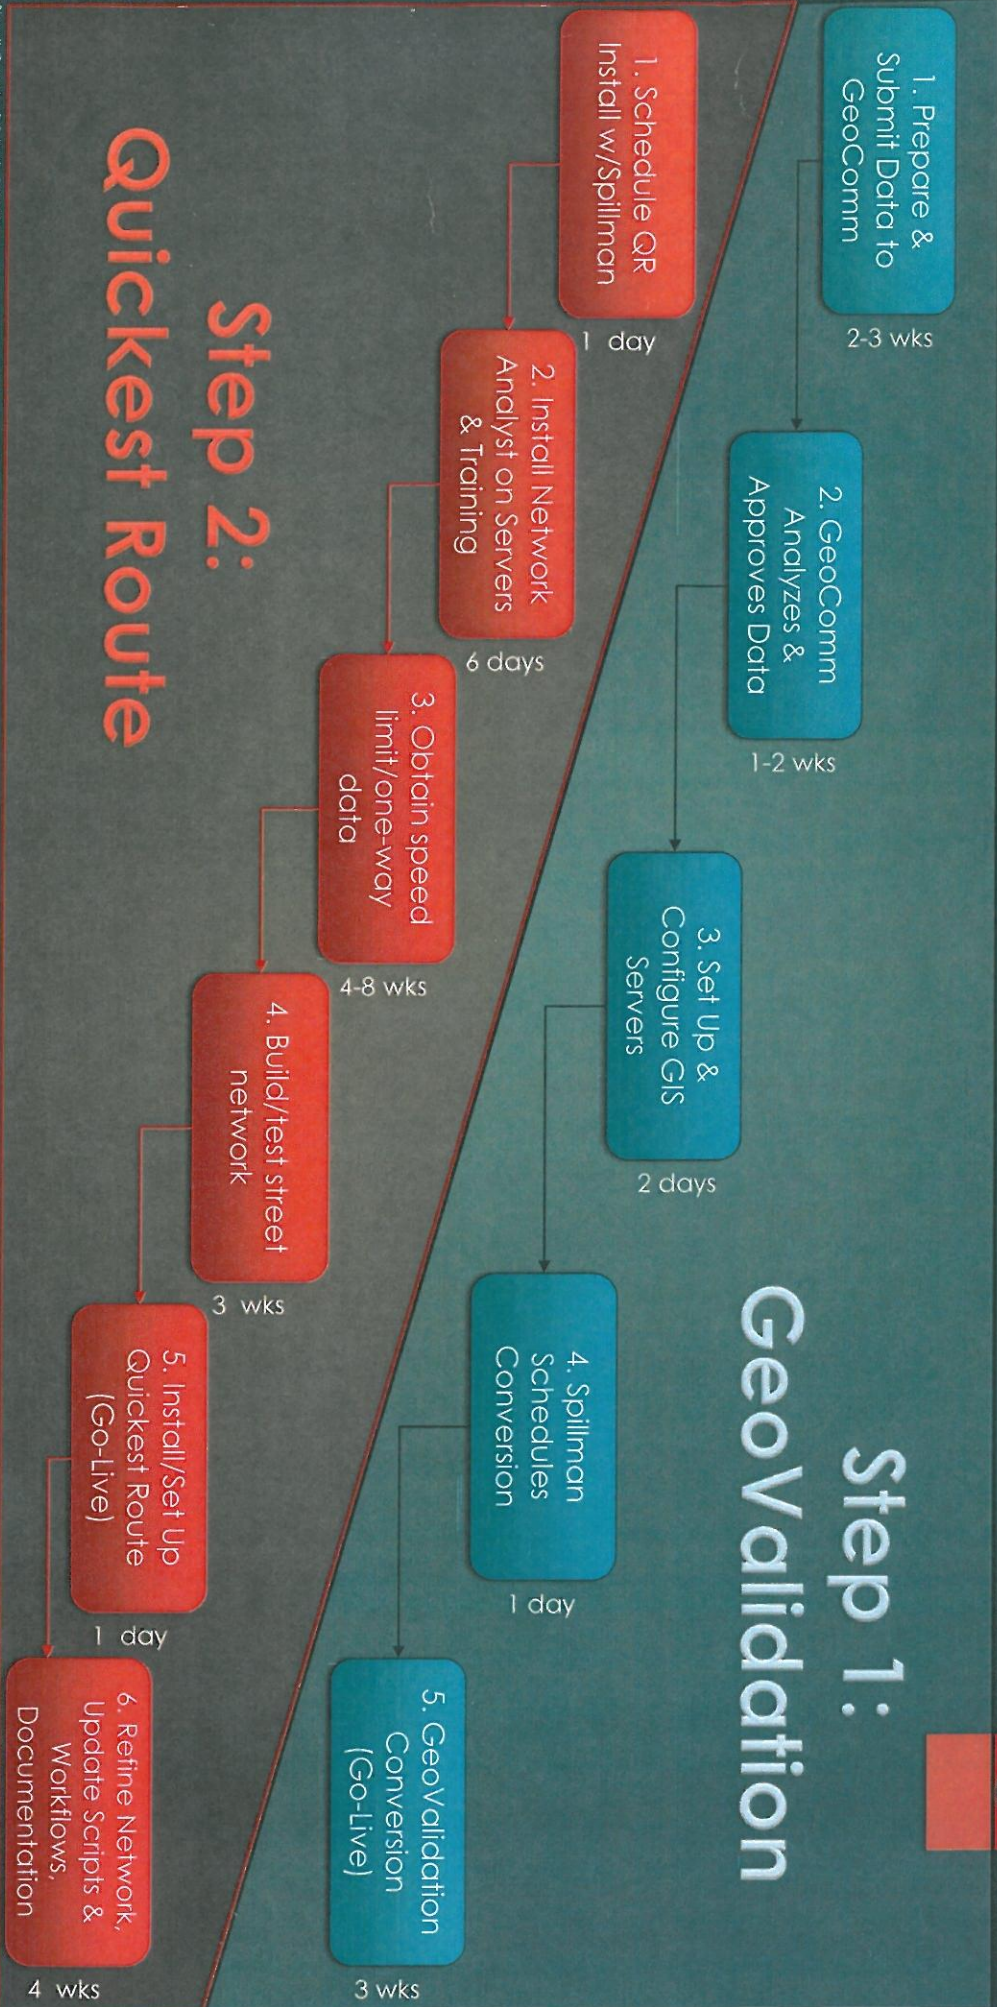 Step 1:
GeoValidation
1. Prepare &
Submit Data to
GeoComm
2-3 wks
2. GeoComm
Analyzes &
Approves Data
1-2 wks
3. Set Up &
Configure GIS
Servers
2 days
4. Spillman
Schedules
Conversion
1 day
5. GeoValidation
Conversion
(Go-Live)
3 wks
Step 2:
Quickest Route
1. Schedule QR
Install w/Spillman
1 day
2. Install Network
Analyst on Servers
& Training
6 days
3. Obtain speed
limit/one-way
data
4-8 wks
4. Build/test street
network
3 wks
5. Install/Set Up
Quickest Route
(Go-Live)
1 day
6. Refine Network,
Update Scripts &
Workflows,
Documentation
4 wks